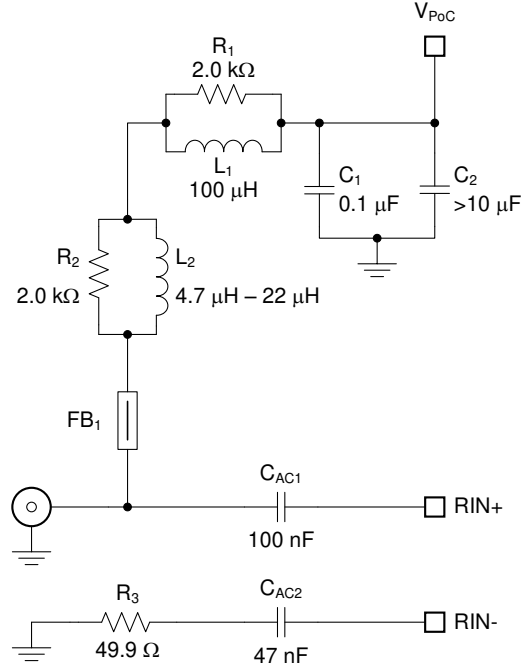 V_PoC
R1
2.0 kΩ
L1
100 μH
C1
0.1 μF
C2
>10 μF
R2
2.0 kΩ
L2
4.7 μH – 22 μH
FB1
CAC1
100 nF
RIN+
R3
49.9 Ω
CAC2
47 nF
RIN-